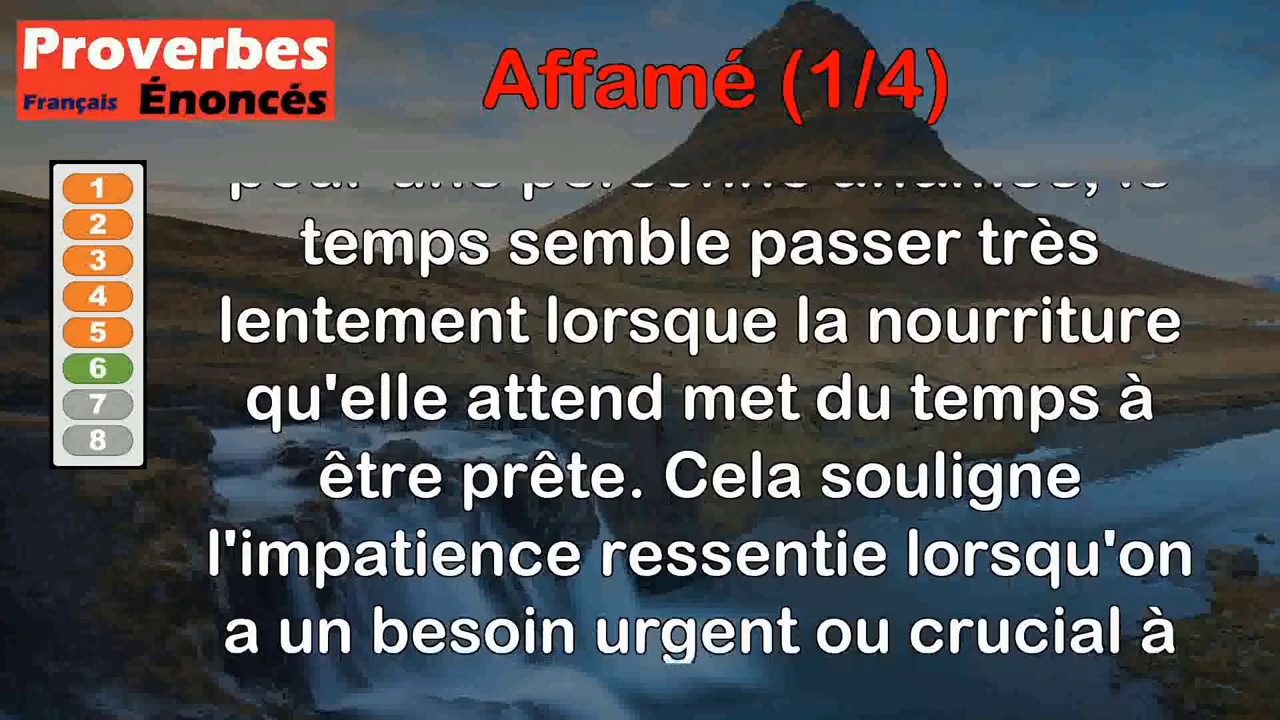 Proverbes
Français Énoncés
Affamé (1/4)
1
2
3
4
5
6
7
8
temps semble passer très
lentement lorsque la nourriture
qu'elle attend met du temps à
être prête. Cela souligne
l'impatience ressentie lorsqu'on
a un besoin urgent ou crucial à